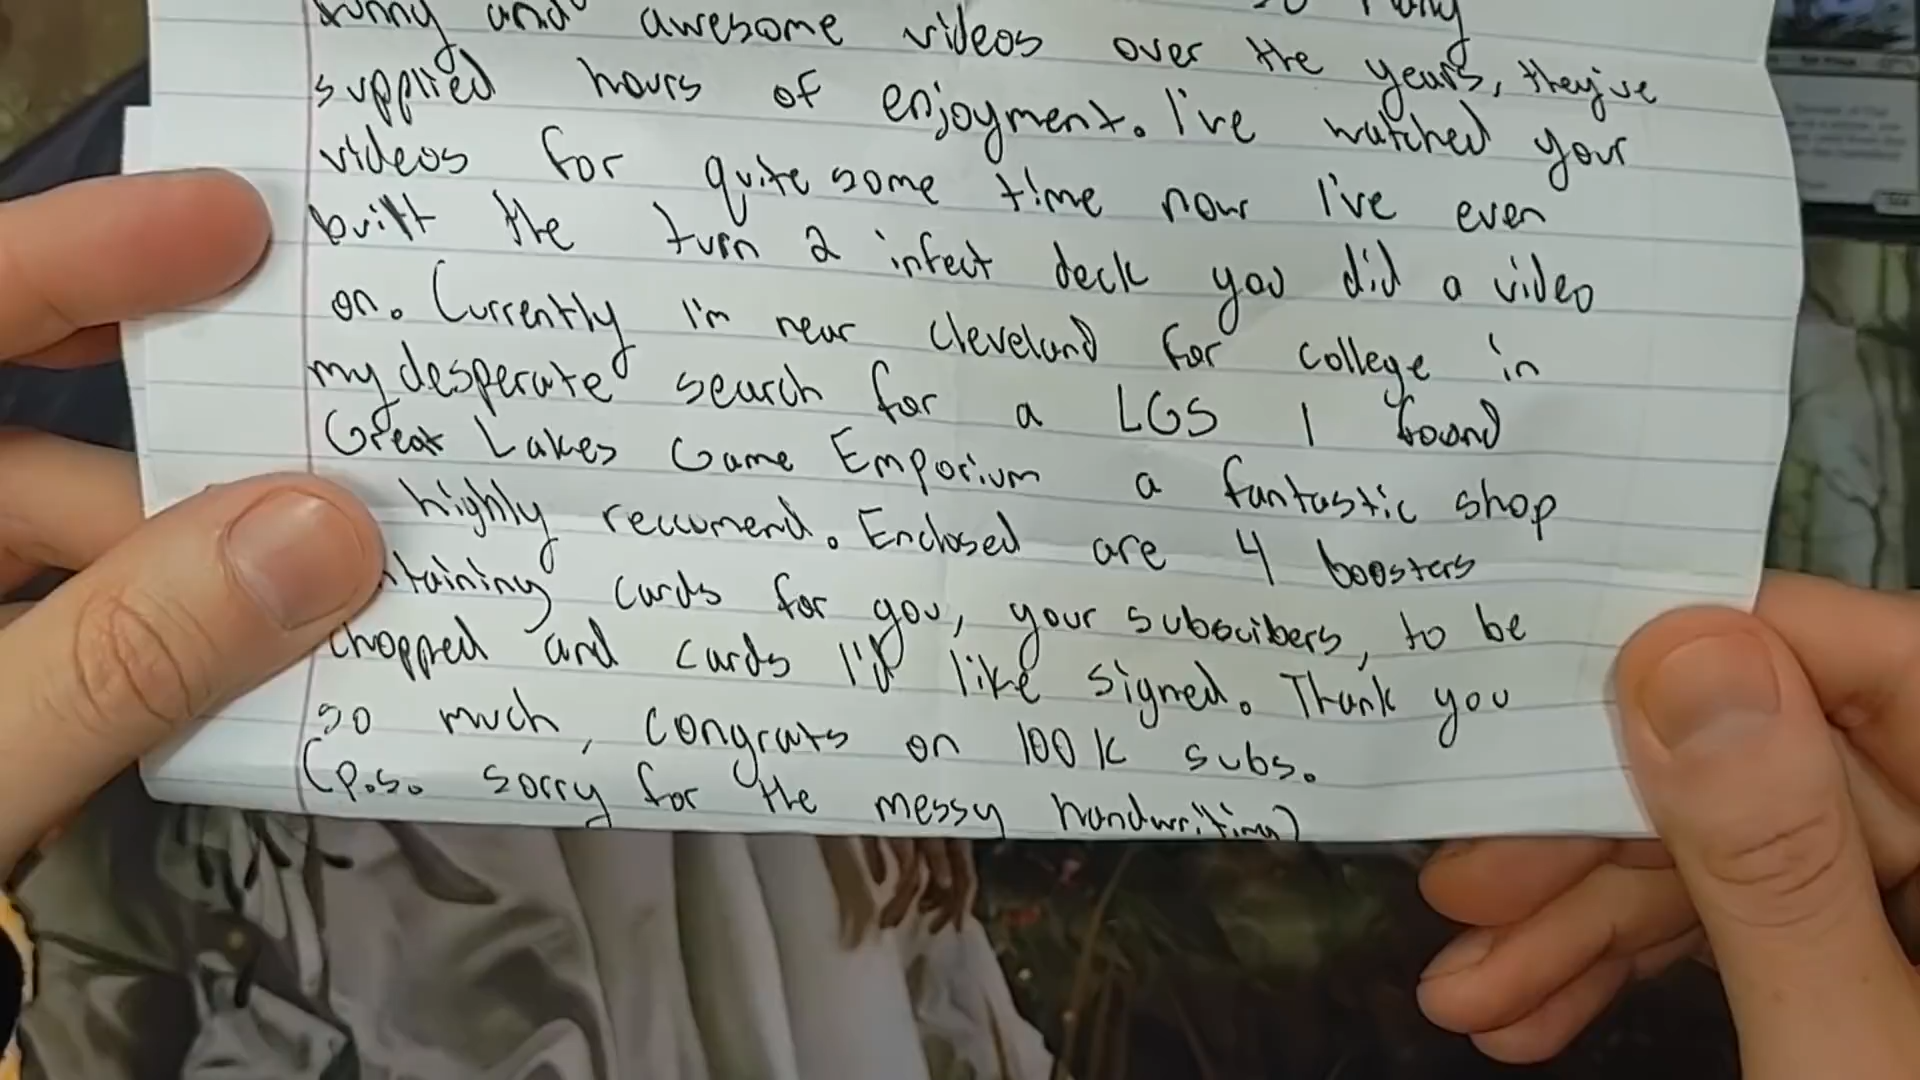 funny and awesome videos over the years, they've
supplied hours of enjoyment. I've watched your
videos for quite some time now I've even
built the turn 2 infect deck you did a video
on. Currently I'm near Cleveland for college in
my desperate search for a LGS I found
Great Lakes Game Emporium a fantastic shop
highly reccomend. Enclosed are 4 boosters
ntaining cards for you, your subscibers, to be
chopped and cards I'd like signed. Thank you
so much, congrats on 100K subs.
(p.s. sorry for the messy handwriting)